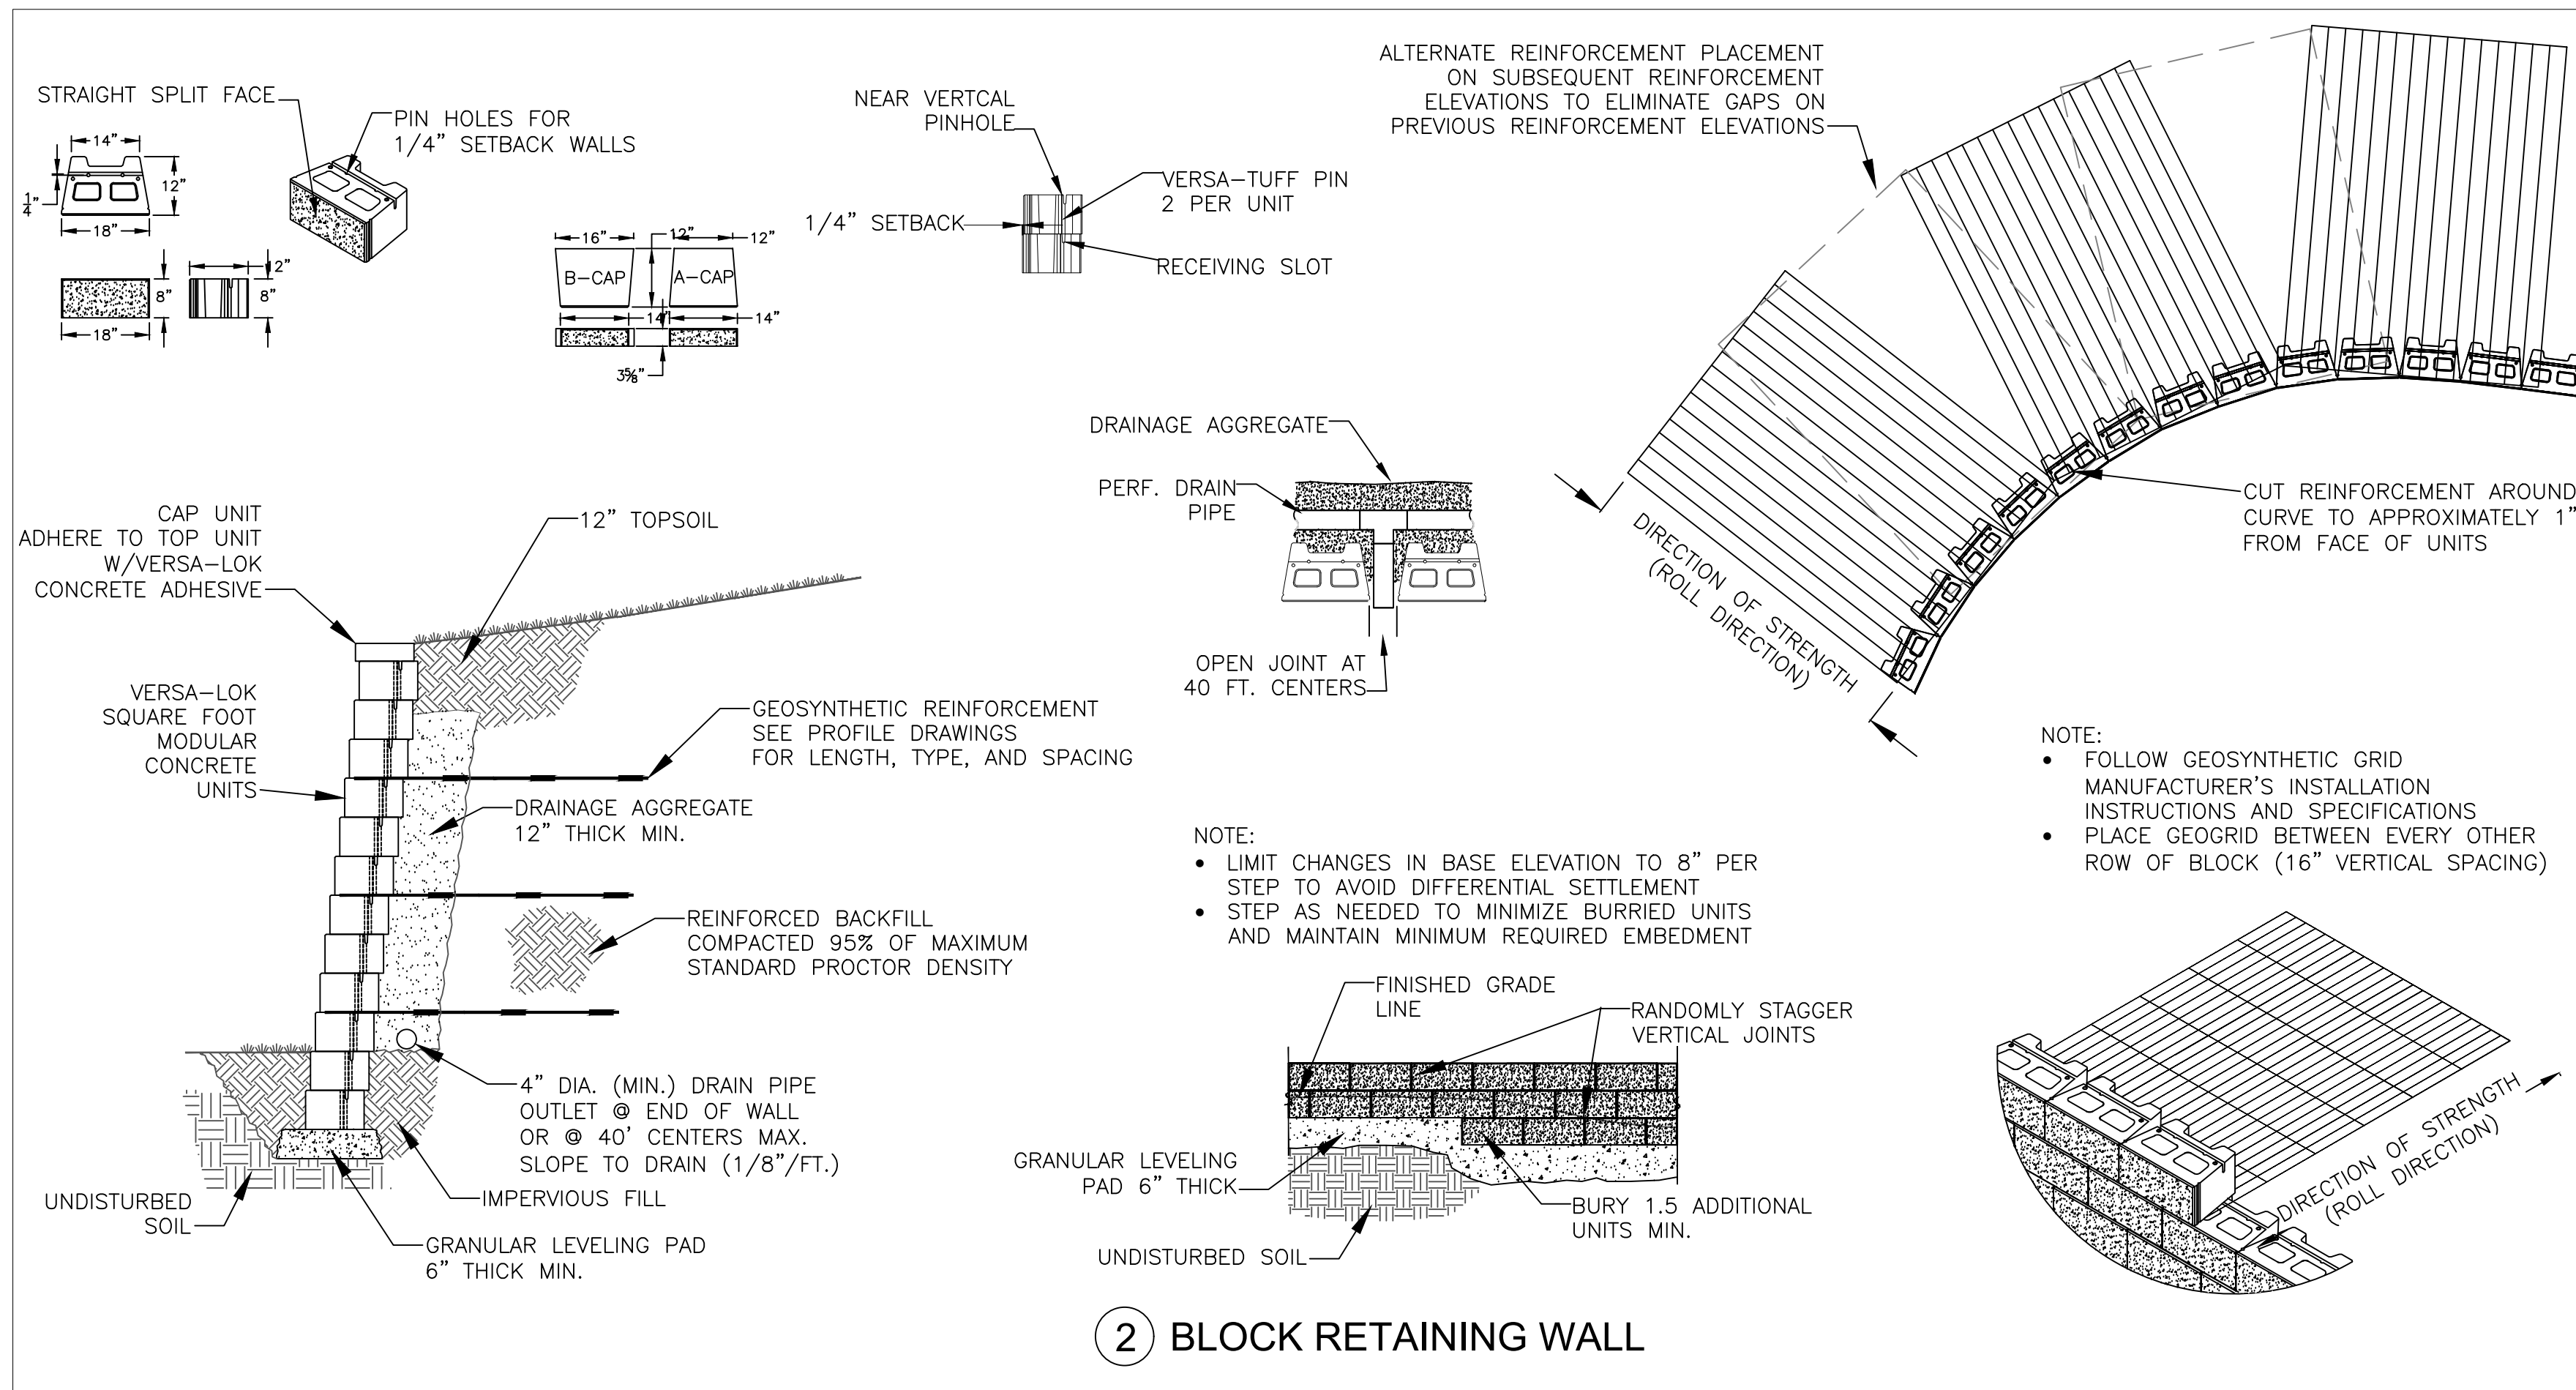 STRAIGHT SPLIT FACE
PIN HOLES FOR
1/4" SETBACK WALLS
14"
12"
1/4"
18"
12"
8"
8"
18"
16"
12"
12"
B-CAP
A-CAP
14"
14"
3⅝"
NEAR VERTCAL
PINHOLE
VERSA-TUFF PIN
2 PER UNIT
1/4" SETBACK
RECEIVING SLOT
ALTERNATE REINFORCEMENT PLACEMENT
ON SUBSEQUENT REINFORCEMENT
ELEVATIONS TO ELIMINATE GAPS ON
PREVIOUS REINFORCEMENT ELEVATIONS
DIRECTION OF STRENGTH
(ROLL DIRECTION)
CUT REINFORCEMENT AROUND
CURVE TO APPROXIMATELY 1"
FROM FACE OF UNITS
DRAINAGE AGGREGATE
PERF. DRAIN
PIPE
OPEN JOINT AT
40 FT. CENTERS
CAP UNIT
ADHERE TO TOP UNIT
W/VERSA-LOK
CONCRETE ADHESIVE
12" TOPSOIL
VERSA-LOK
SQUARE FOOT
MODULAR
CONCRETE
UNITS
GEOSYNTHETIC REINFORCEMENT
SEE PROFILE DRAWINGS
FOR LENGTH, TYPE, AND SPACING
DRAINAGE AGGREGATE
12" THICK MIN.
REINFORCED BACKFILL
COMPACTED 95% OF MAXIMUM
STANDARD PROCTOR DENSITY
4" DIA. (MIN.) DRAIN PIPE
OUTLET @ END OF WALL
OR @ 40' CENTERS MAX.
SLOPE TO DRAIN (1/8"/FT.)
IMPERVIOUS FILL
UNDISTURBED
SOIL
GRANULAR LEVELING PAD
6" THICK MIN.
NOTE:
• LIMIT CHANGES IN BASE ELEVATION TO 8" PER
STEP TO AVOID DIFFERENTIAL SETTLEMENT
• STEP AS NEEDED TO MINIMIZE BURRIED UNITS
AND MAINTAIN MINIMUM REQUIRED EMBEDMENT
FINISHED GRADE
LINE
RANDOMLY STAGGER
VERTICAL JOINTS
GRANULAR LEVELING
PAD 6" THICK
BURY 1.5 ADDITIONAL
UNITS MIN.
UNDISTURBED SOIL
NOTE:
• FOLLOW GEOSYNTHETIC GRID
MANUFACTURER'S INSTALLATION
INSTRUCTIONS AND SPECIFICATIONS
• PLACE GEOGRID BETWEEN EVERY OTHER
ROW OF BLOCK (16" VERTICAL SPACING)
DIRECTION OF STRENGTH
(ROLL DIRECTION)
2 BLOCK RETAINING WALL